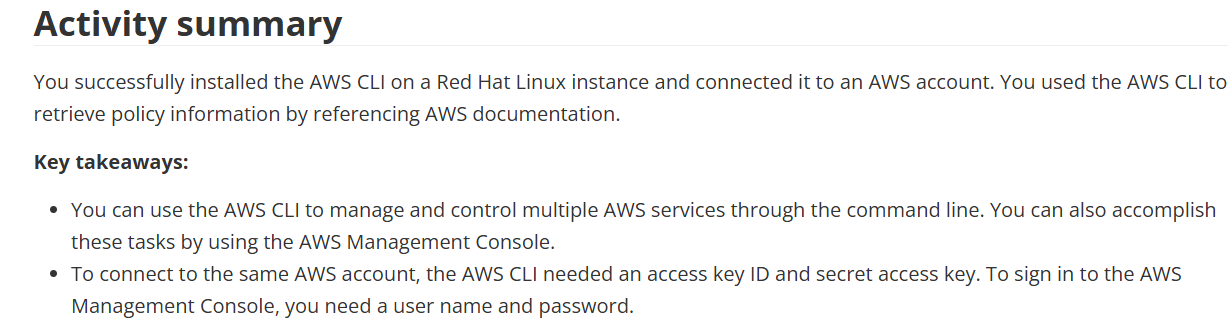 Activity summary
You successfully installed the AWS CLI on a Red Hat Linux instance and connected it to an AWS account. You used the AWS CLI to
retrieve policy information by referencing AWS documentation.
Key takeaways:
• You can use the AWS CLI to manage and control multiple AWS services through the command line. You can also accomplish
these tasks by using the AWS Management Console.
• To connect to the same AWS account, the AWS CLI needed an access key ID and secret access key. To sign in to the AWS
Management Console, you need a user name and password.